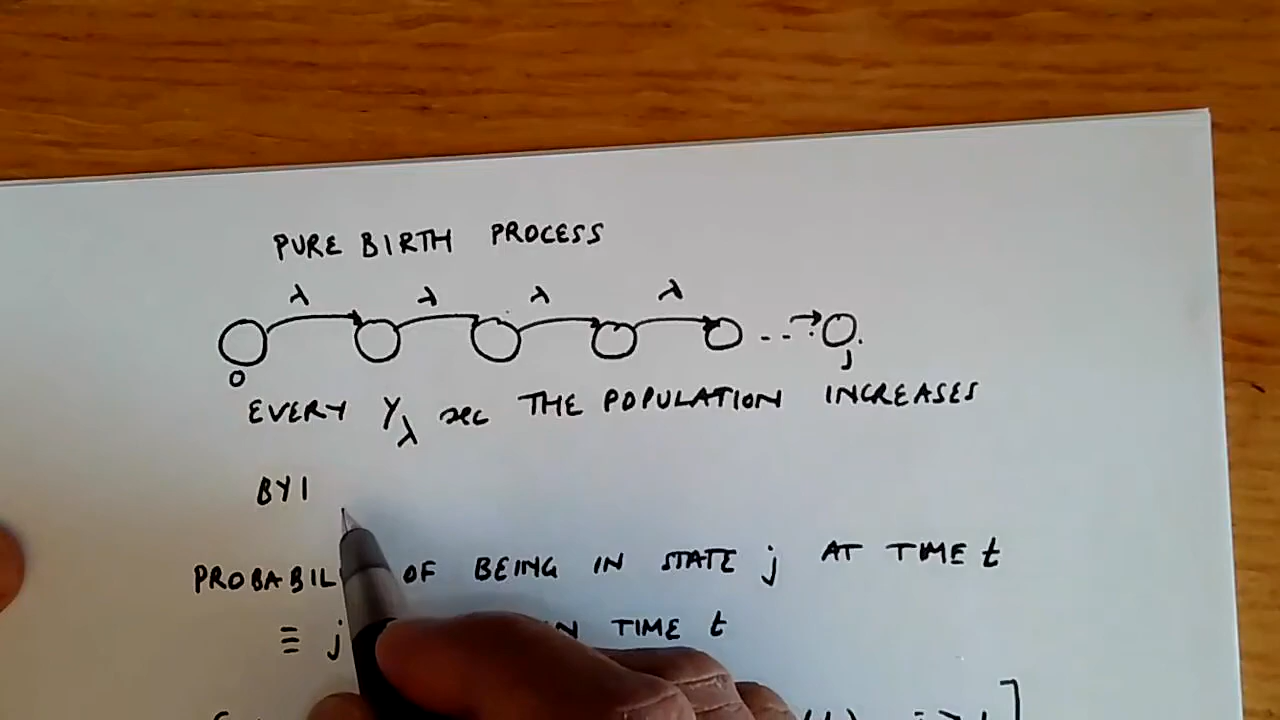 PURE BIRTH PROCESS
λ λ λ λ
0 j
EVERY 1/λ sec THE POPULATION INCREASES
BY 1
OF BEING IN STATE j AT TIME t
≡ j IN TIME t